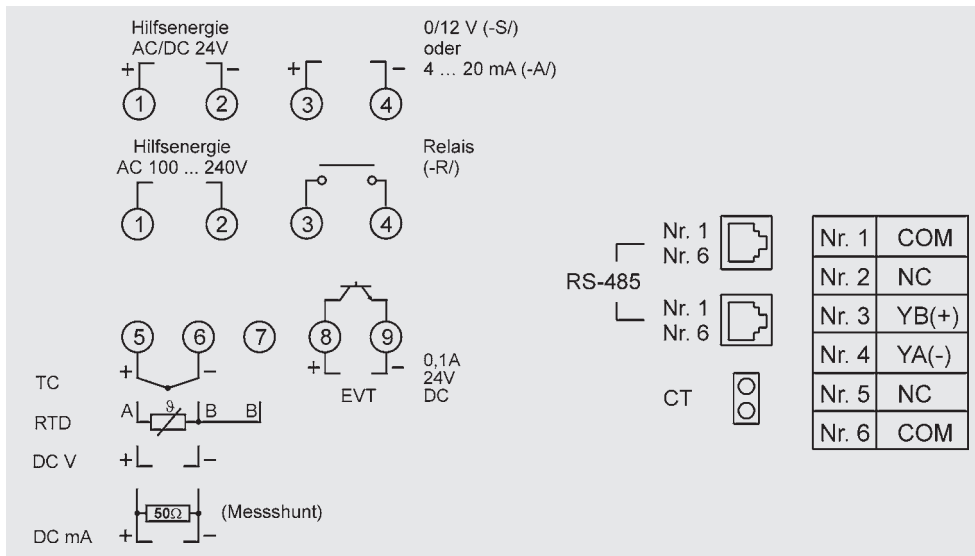 Hilfsenergie
AC/DC 24V
+ – + –
1 2 3 4
0/12 V (-S/)
oder
4 ... 20 mA (-A/)
Hilfsenergie
AC 100 ... 240V
1 2 3 4
Relais
(-R/)
5 6 7 8 9
+ – + –
EVT
0,1A
24V
DC
TC
RTD
A ϑ B B
DC V + –
50Ω (Messshunt)
DC mA + –
RS-485
Nr. 1
Nr. 6
Nr. 1
Nr. 6
CT
Nr. 1 COM
Nr. 2 NC
Nr. 3 YB(+)
Nr. 4 YA(-)
Nr. 5 NC
Nr. 6 COM